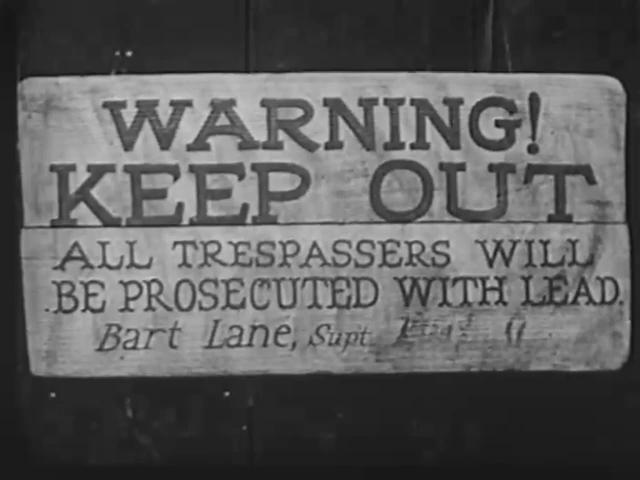 WARNING!
KEEP OUT
ALL TRESPASSERS WILL
BE PROSECUTED WITH LEAD.
Bart Lane, Supt